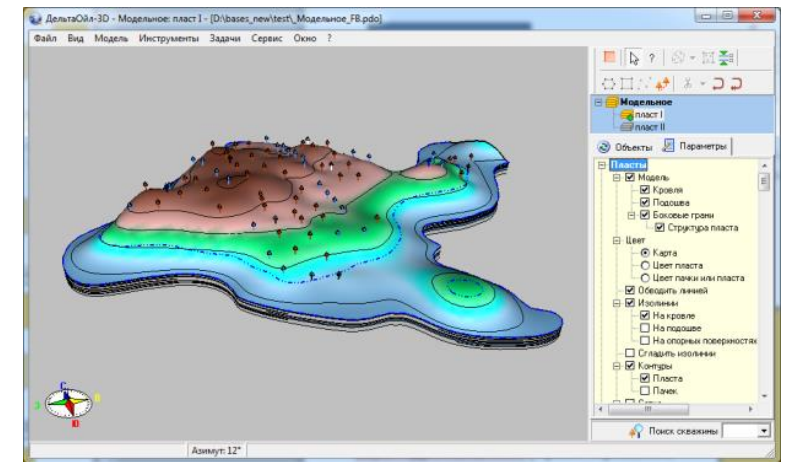 ДельтаОйл-3D - Модельное: пласт I - [D:\bases_new\test\_Модельное_FB.pdo]
Файл Вид Модель Инструменты Задачи Сервис Окно ?
Модельное
пласт I
пласт II
Объекты Параметры
Пласты
Модель
Кровля
Подошва
Боковые грани
Структура пласта
Цвет
Карта
Цвет пласта
Цвет пачки или пласта
Обводить линией
Изолинии
На кровле
На подошве
На опорных поверхностях
Сгладить изолинии
Контуры
Пласта
Пачек
С
З В
Ю
Поиск скважины
Азимут: 12°